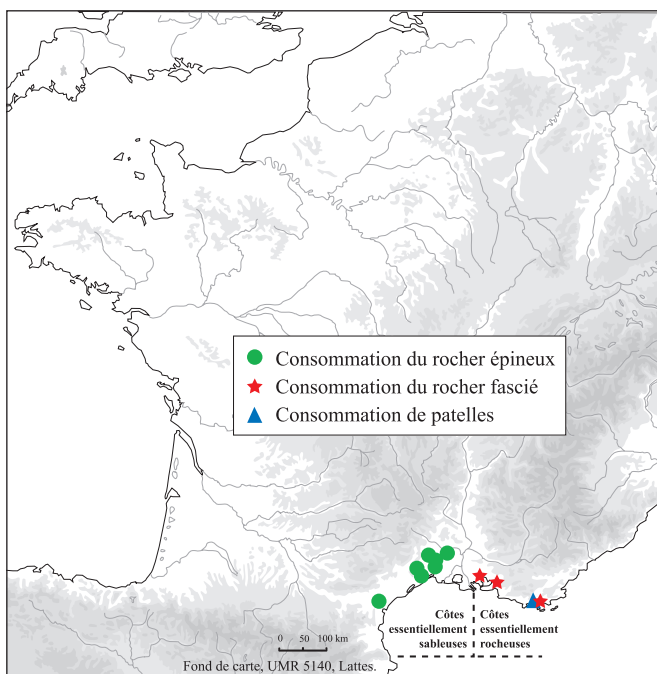 Consommation du rocher épineux
Consommation du rocher fascié
Consommation de patelles
Côtes
essentiellement
sableuses
Côtes
essentiellement
rocheuses
0 50 100 km
Fond de carte, UMR 5140, Lattes.